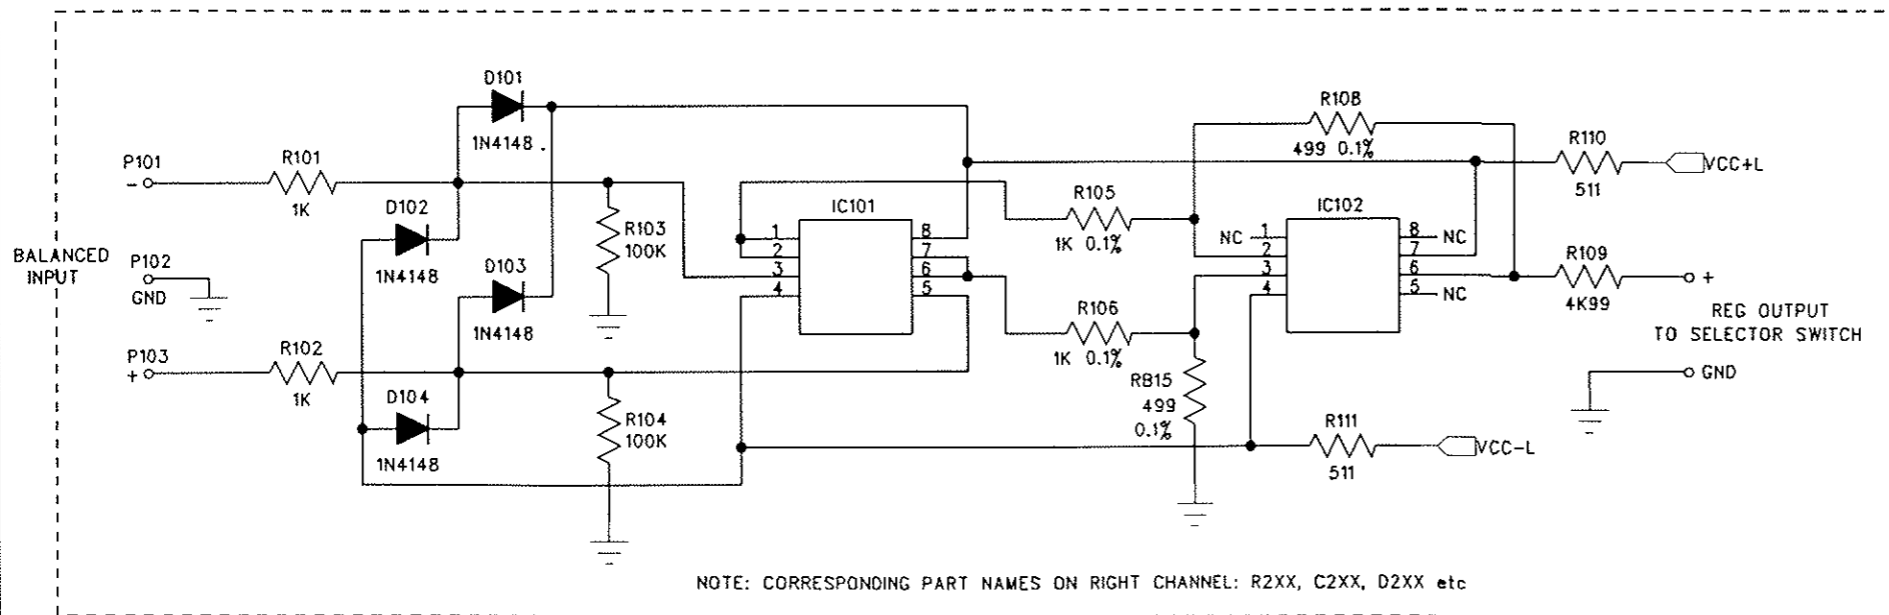 D101
1N4148
P101
-
R101
1K
D102
1N4148
R103
100K
BALANCED
INPUT
P102
GND
D103
1N4148
P103
+
R102
1K
D104
1N4148
R104
100K
IC101
1
2
3
4
8
7
6
5
R105
1K 0.1%
R106
1K 0.1%
RB15
499
0.1%
R108
499 0.1%
IC102
NC
1
2
3
4
8
NC
7
6
5
NC
R110
511
VCC+L
R109
4K99
+
REG OUTPUT
TO SELECTOR SWITCH
GND
R111
511
VCC-L
NOTE: CORRESPONDING PART NAMES ON RIGHT CHANNEL: R2XX, C2XX, D2XX etc